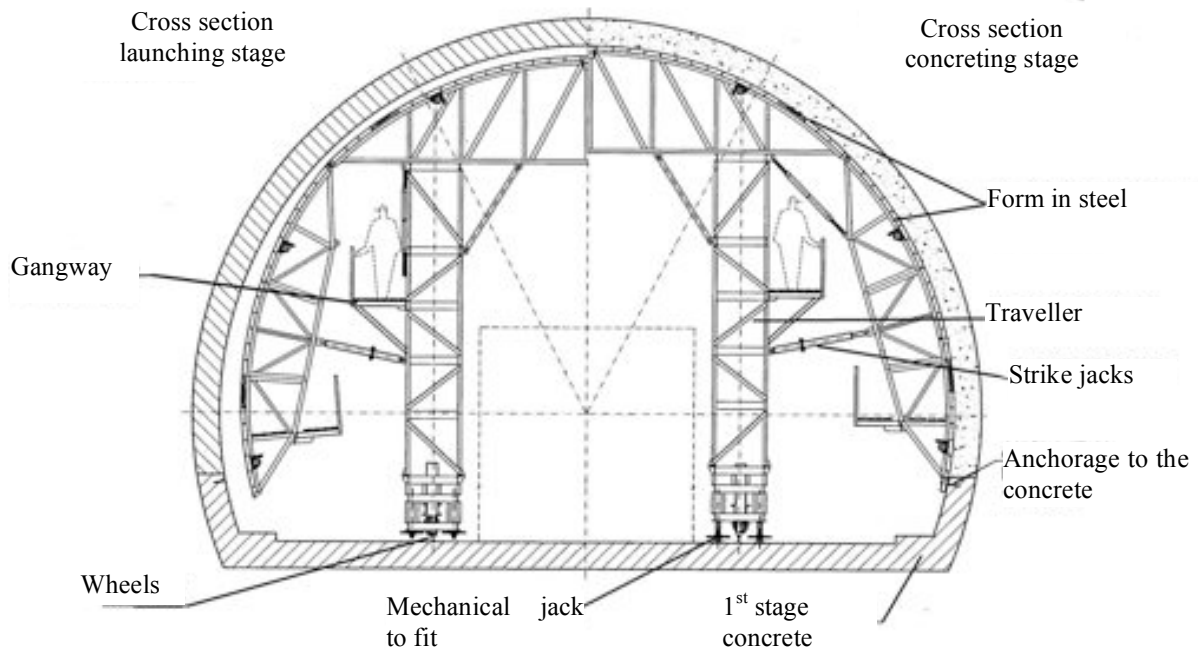 Cross section
launching stage
Cross section
concreting stage
Form in steel
Gangway
Traveller
Strike jacks
Anchorage to the
concrete
Wheels
Mechanical jack
to fit
1st stage
concrete